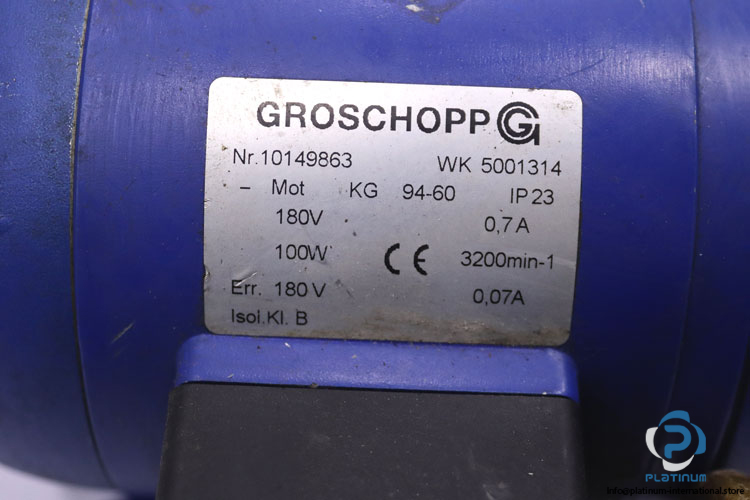 GROSCHOPP
Nr.10149863 WK 5001314
– Mot KG 94-60 IP23
180V 0,7A
100W CE 3200min-1
Err. 180V 0,07A
Isol.Kl. B
PLATINUM
info@platinum-international.store